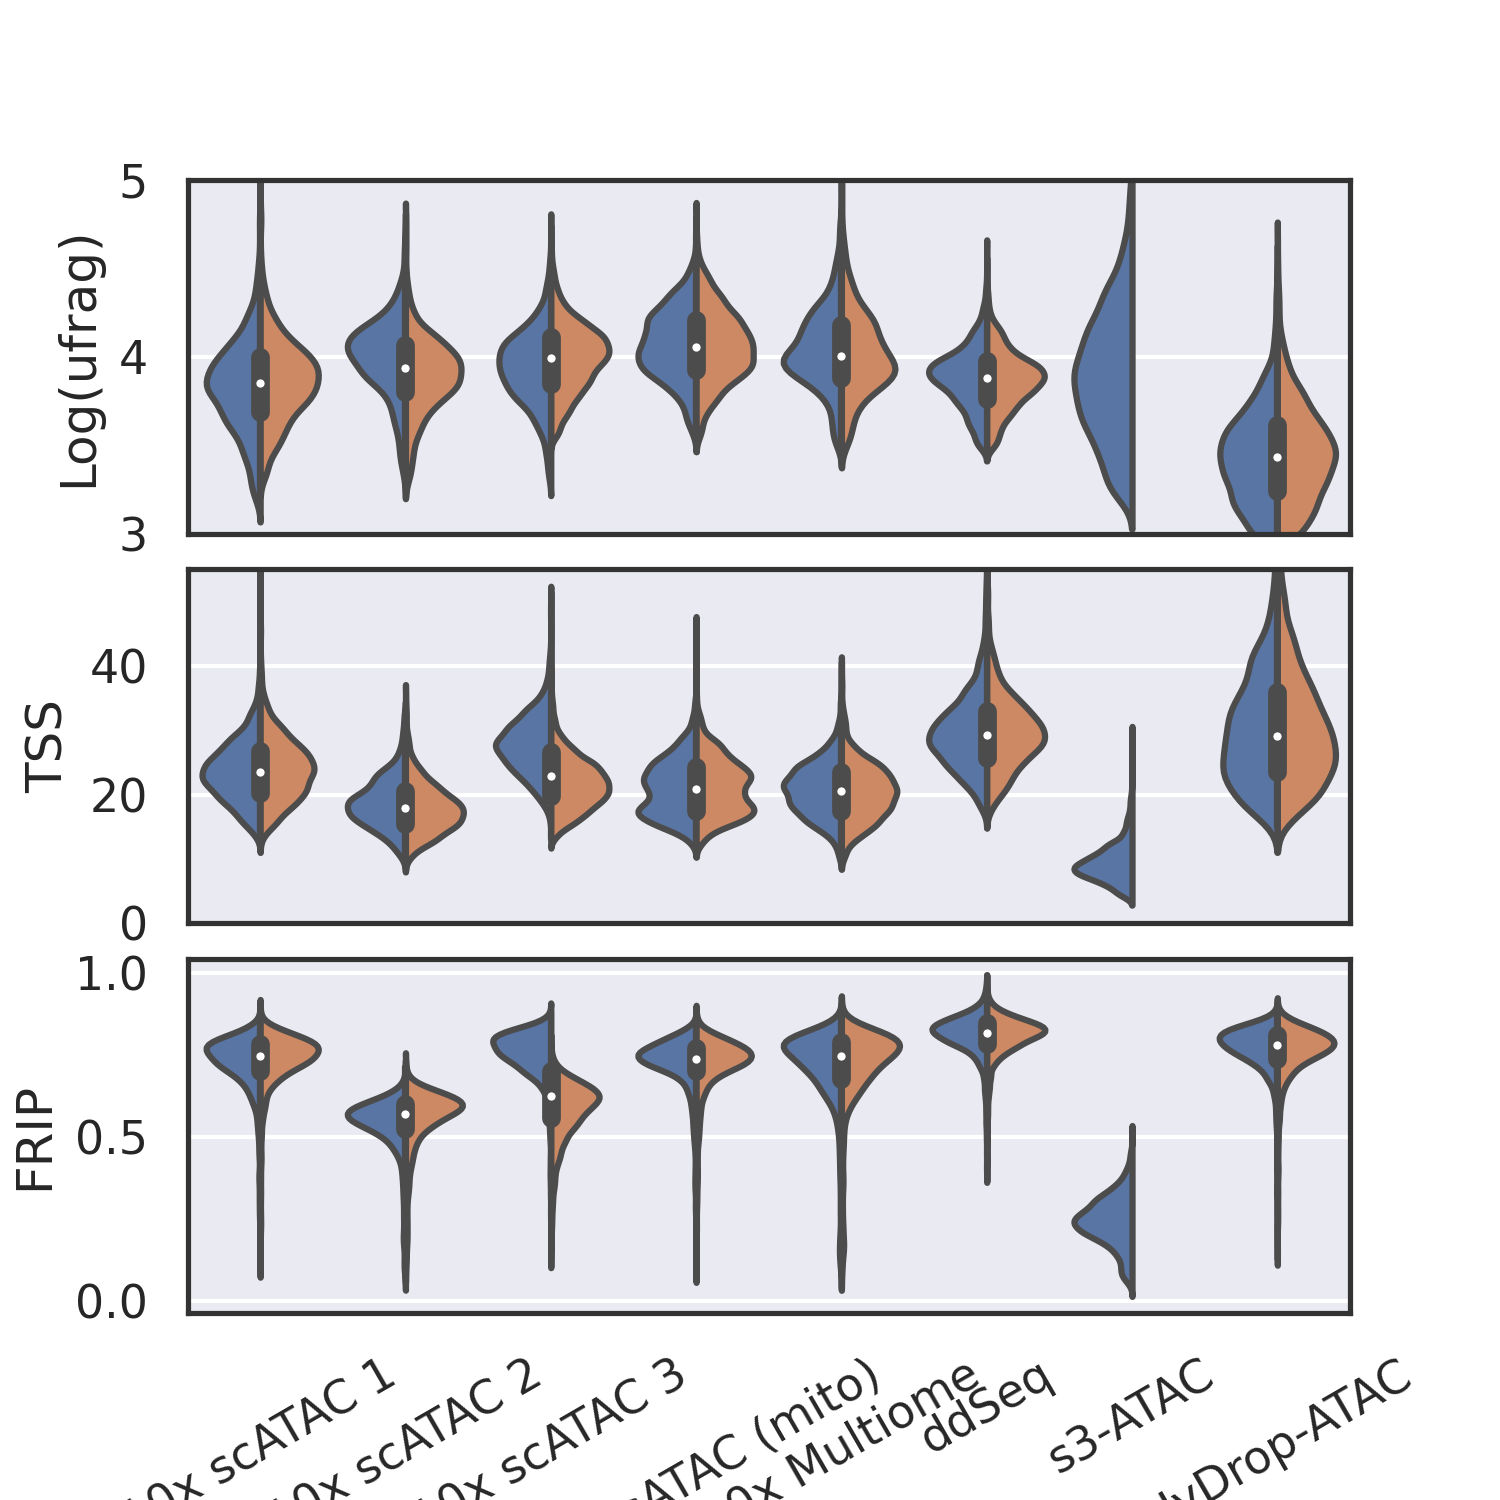 5
4
3
Log(ufrag)
40
20
0
TSS
1.0
0.5
0.0
FRIP
scATAC 1
scATAC 2
scATAC 3
(mito)
Multiome
ddSeq
s3-ATAC